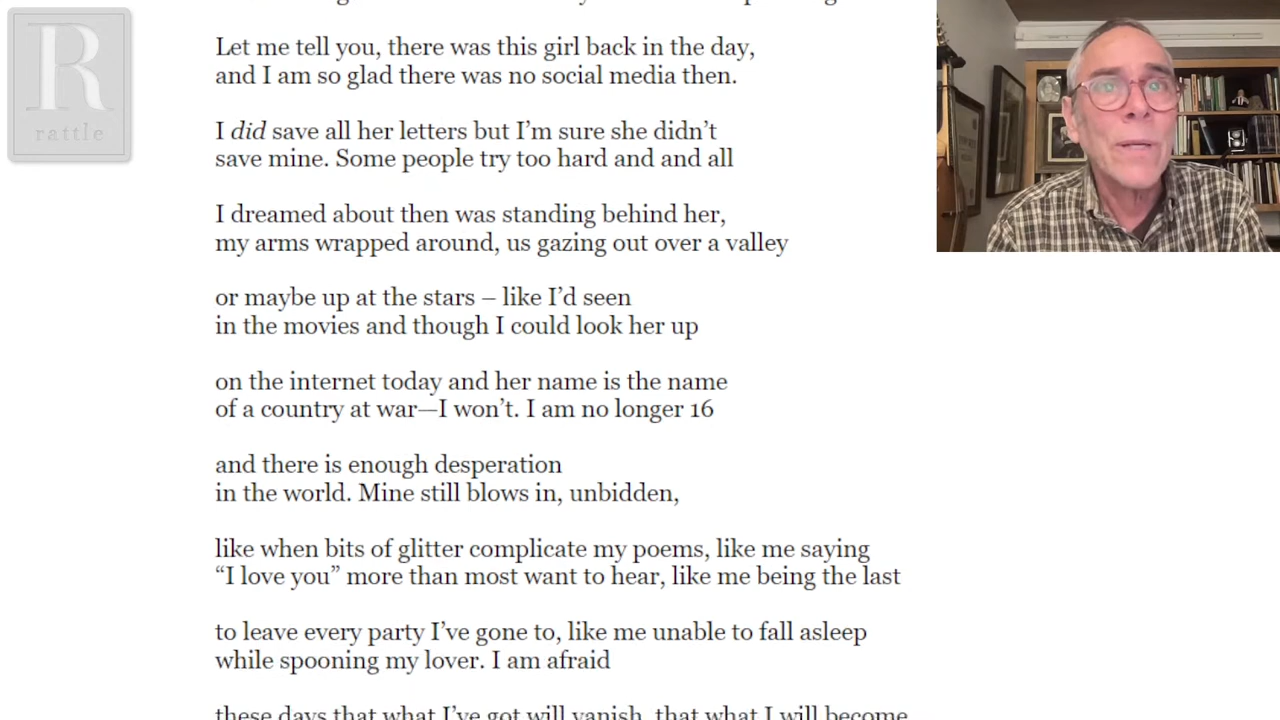 R
rattle
Let me tell you, there was this girl back in the day,
and I am so glad there was no social media then.
I did save all her letters but I’m sure she didn’t
save mine. Some people try too hard and and all
I dreamed about then was standing behind her,
my arms wrapped around, us gazing out over a valley
or maybe up at the stars – like I’d seen
in the movies and though I could look her up
on the internet today and her name is the name
of a country at war—I won’t. I am no longer 16
and there is enough desperation
in the world. Mine still blows in, unbidden,
like when bits of glitter complicate my poems, like me saying
“I love you” more than most want to hear, like me being the last
to leave every party I’ve gone to, like me unable to fall asleep
while spooning my lover. I am afraid
these days that what I’ve got will vanish, that what I will become